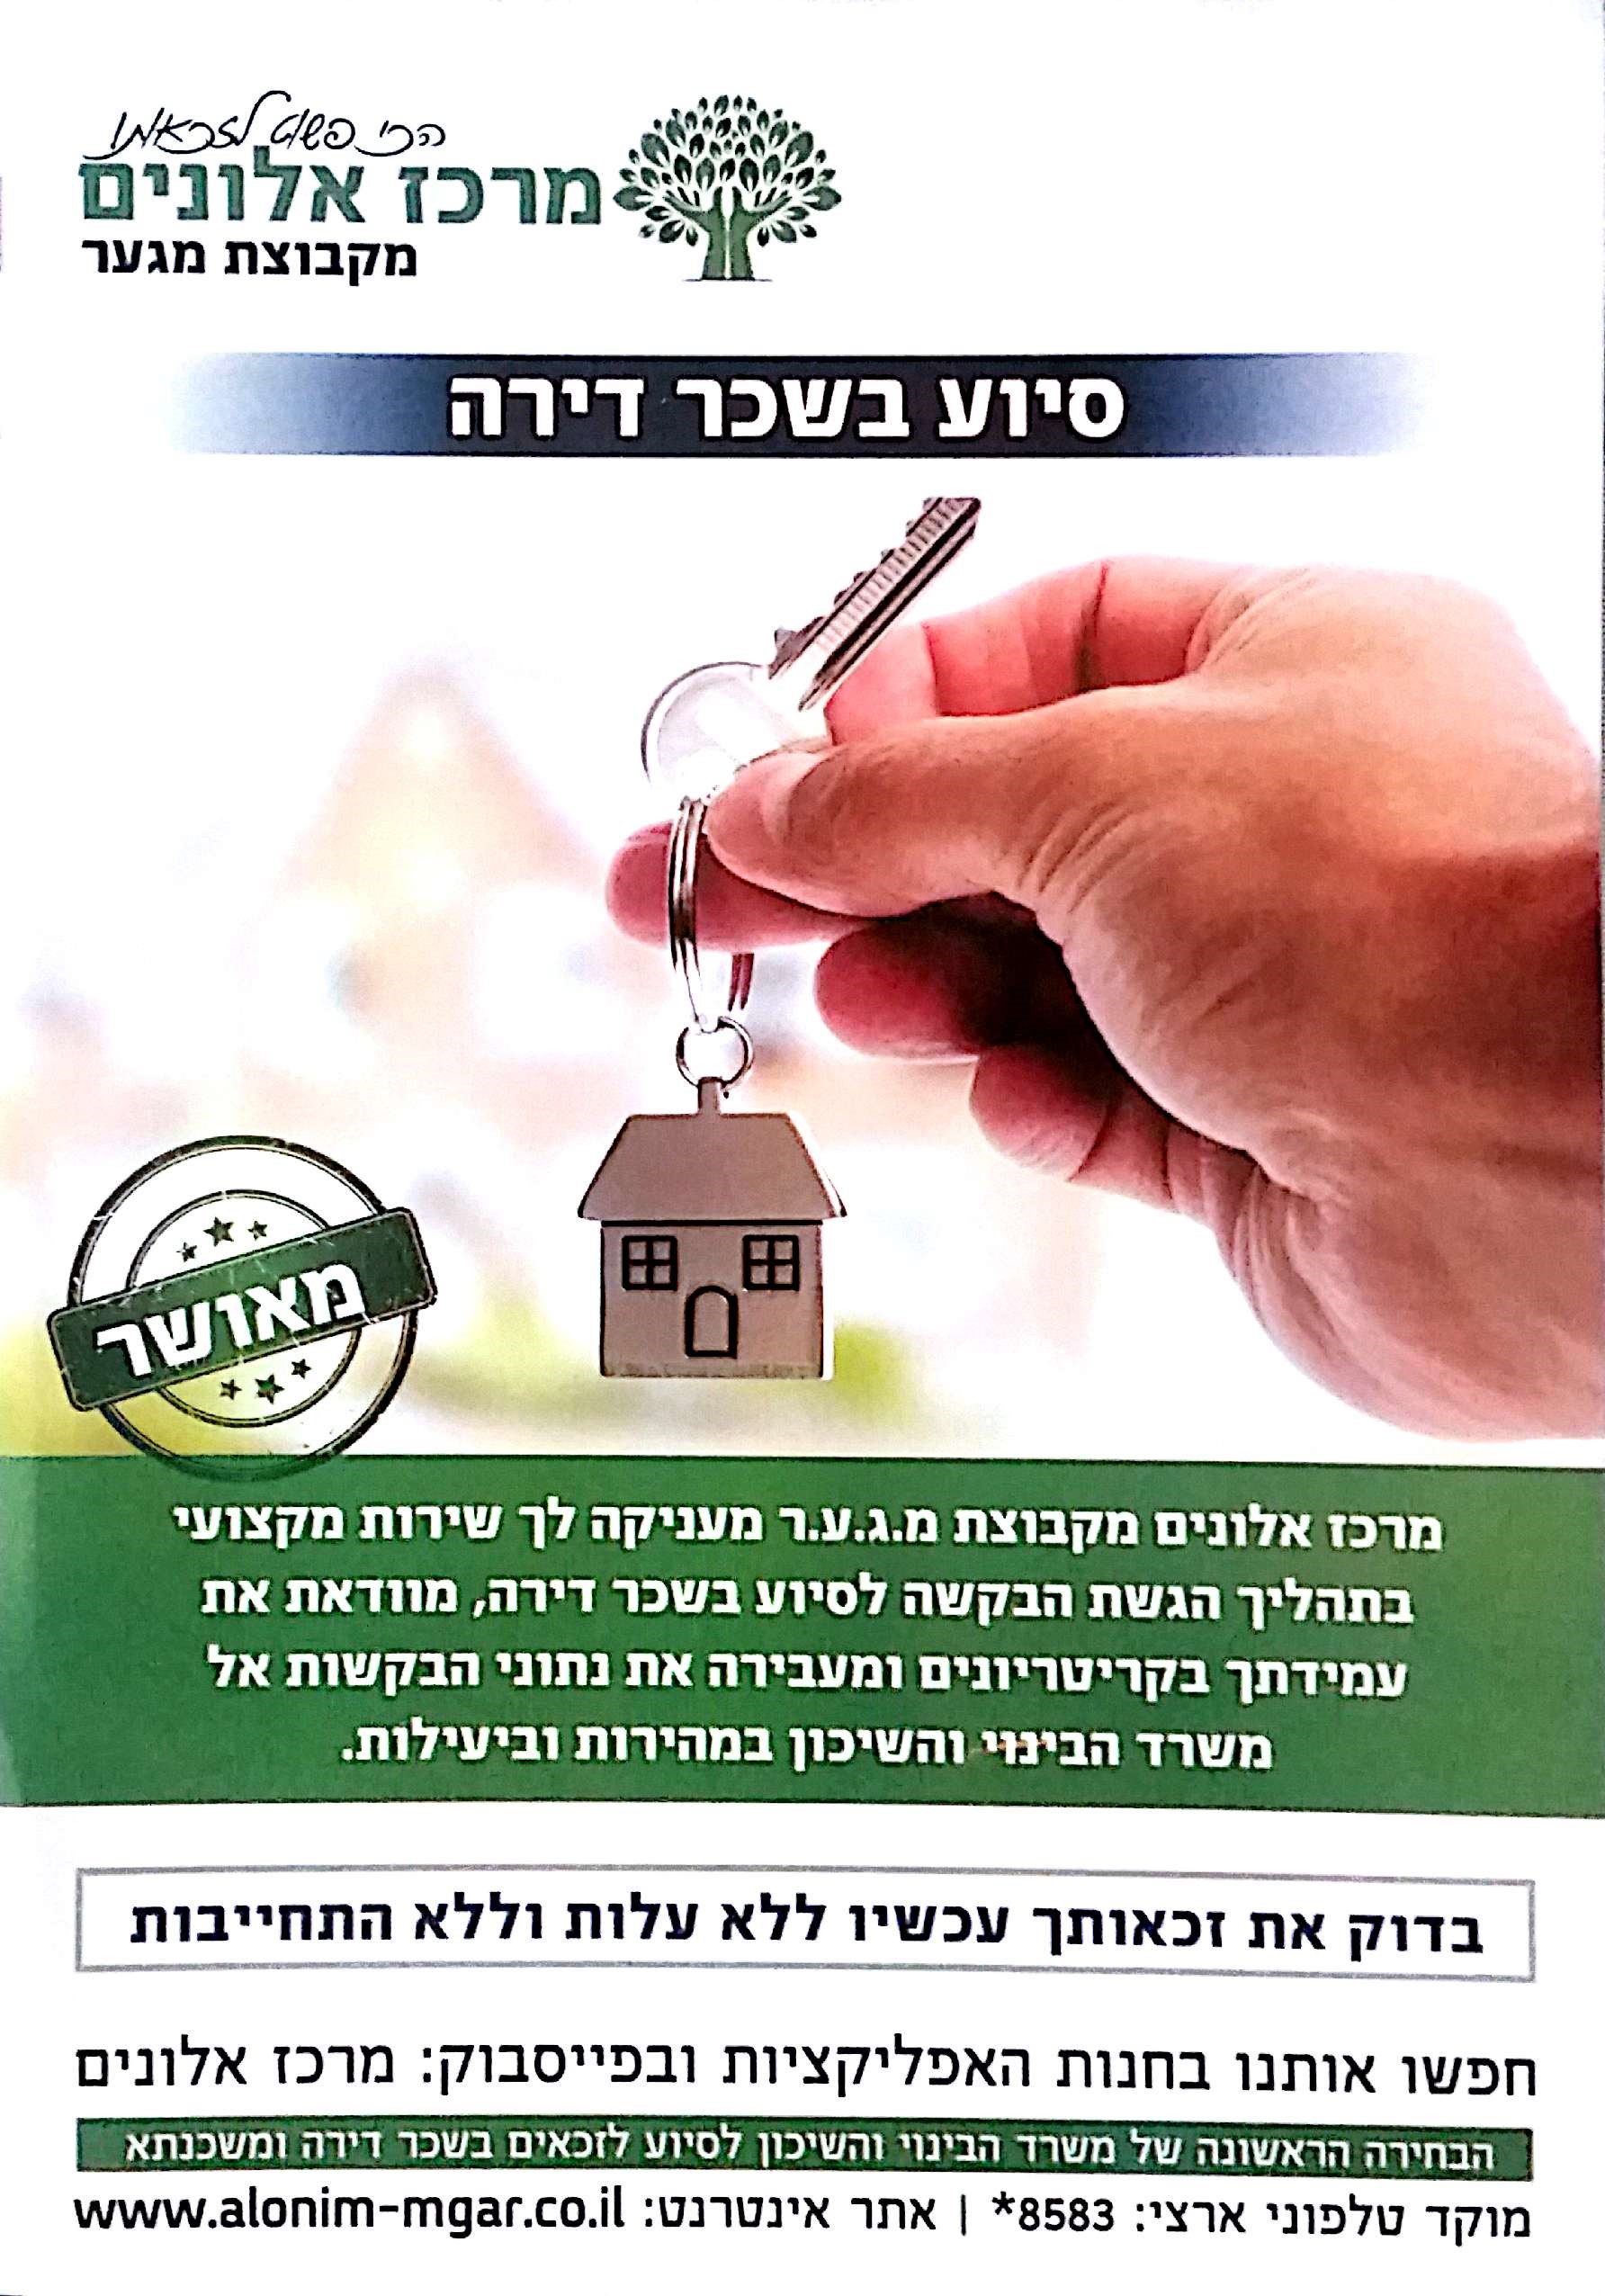 הכי פשוט לזכאותו
מרכז אלונים
מקבוצת מגער
סיוע בשכר דירה
מאושר
מרכז אלונים מקבוצת מ.ג.ע.ר מעניקה לך שירות מקצועי
בתהליך הגשת הבקשה לסיוע בשכר דירה, מוודאת את
עמידתך בקריטריונים ומעבירה את נתוני הבקשות אל
משרד הבינוי והשיכון במהירות וביעילות.
בדוק את זכאותך עכשיו ללא עלות וללא התחייבות
חפשו אותנו בחנות האפליקציות ובפייסבוק: מרכז אלונים
הבחירה הראשונה של משרד הבינוי והשיכון לסיוע לזכאים בשכר דירה ומשכנתא
מוקד טלפוני ארצי: 8583* | אתר אינטרנט: www.alonim-mgar.co.il